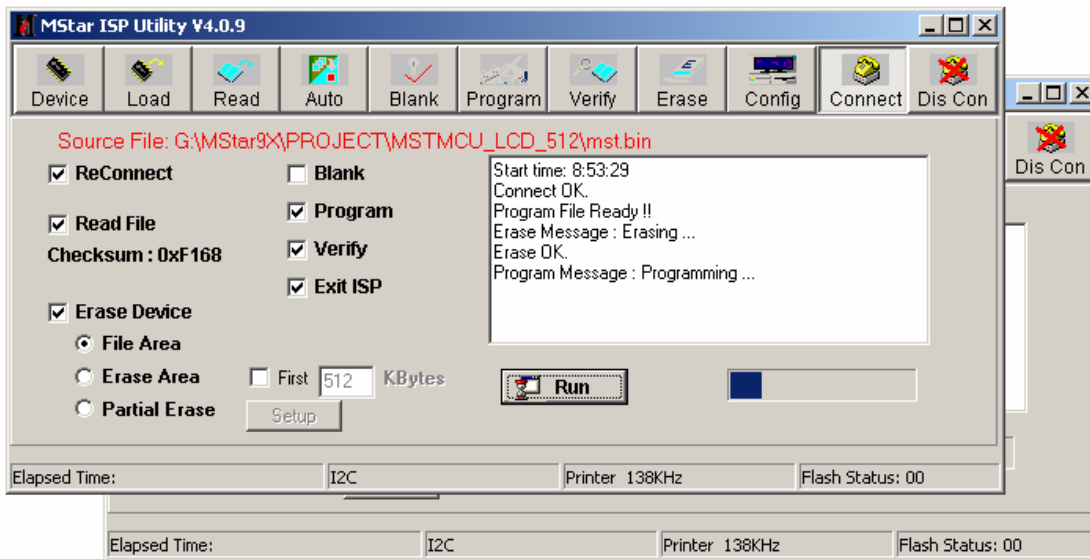 MStar ISP Utility V4.0.9
Device Load Read Auto Blank Program Verify Erase Config Connect Dis Con
Dis Con
Source File: G:\MStar9X\PROJECT\MSTMCU_LCD_512\mst.bin
ReConnect
Read File
Checksum : 0xF168
Erase Device
File Area
Erase Area
Partial Erase
Blank
Program
Verify
Exit ISP
First 512 KBytes
Setup
Start time: 8:53:29
Connect OK.
Program File Ready !!
Erase Message : Erasing ...
Erase OK.
Program Message : Programming ...
Run
Elapsed Time: I2C Printer 138KHz Flash Status: 00
Elapsed Time: I2C Printer 138KHz Flash Status: 00